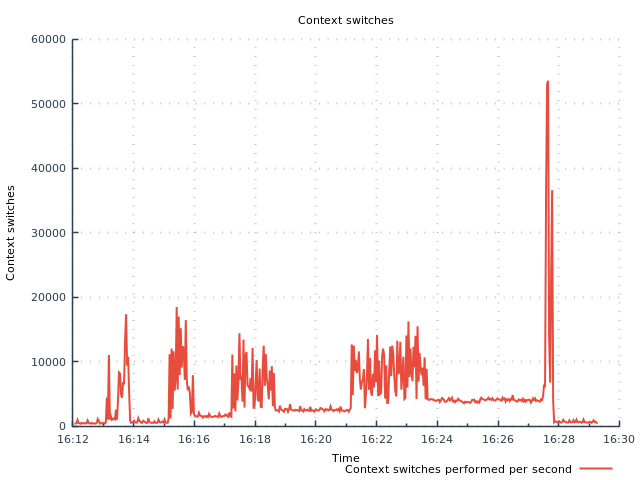 Context switches
60000
50000
40000
30000
20000
10000
0
Context switches
16:12 16:14 16:16 16:18 16:20 16:22 16:24 16:26 16:28 16:30
Time
Context switches performed per second